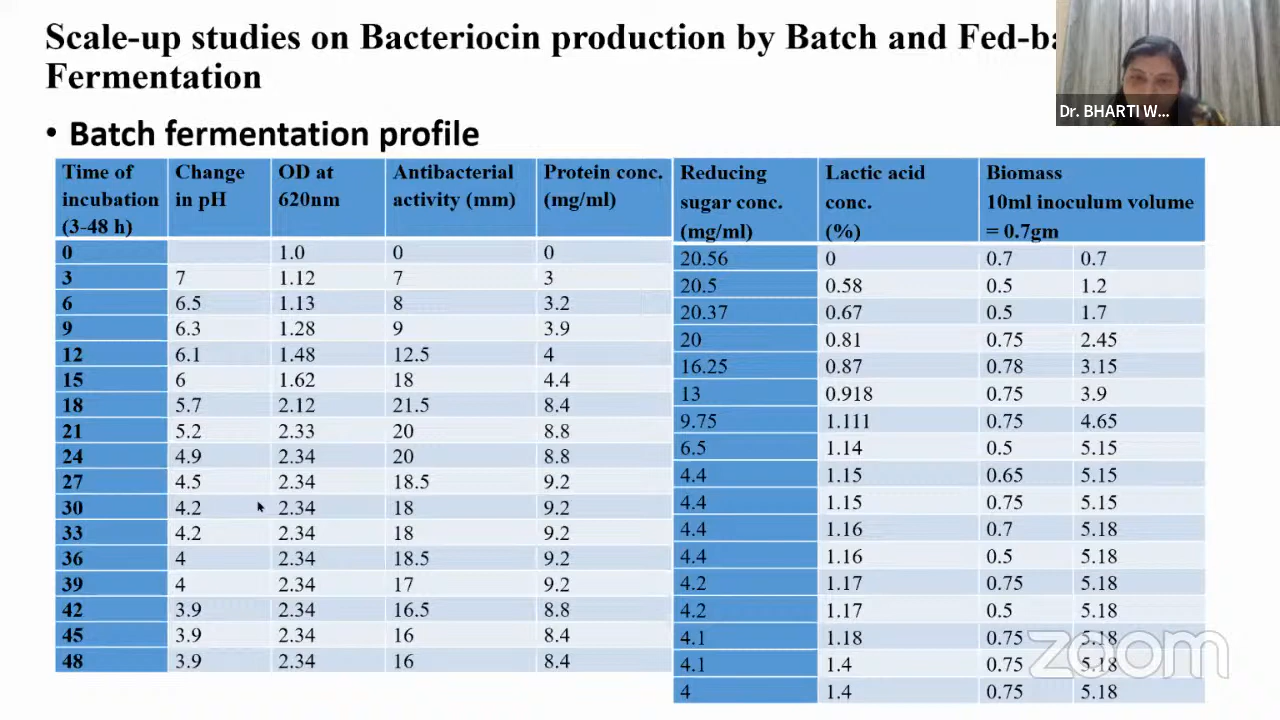 Scale-up studies on Bacteriocin production by Batch and Fed-ba
Fermentation
Dr. BHARTI W...
• Batch fermentation profile
Time of incubation (3-48 h) Change in pH OD at 620nm Antibacterial activity (mm) Protein conc. (mg/ml)
0 1.0 0 0
3 7 1.12 7 3
6 6.5 1.13 8 3.2
9 6.3 1.28 9 3.9
12 6.1 1.48 12.5 4
15 6 1.62 18 4.4
18 5.7 2.12 21.5 8.4
21 5.2 2.33 20 8.8
24 4.9 2.34 20 8.8
27 4.5 2.34 18.5 9.2
30 4.2 2.34 18 9.2
33 4.2 2.34 18 9.2
36 4 2.34 18.5 9.2
39 4 2.34 17 9.2
42 3.9 2.34 16.5 8.8
45 3.9 2.34 16 8.4
48 3.9 2.34 16 8.4
Reducing sugar conc. (mg/ml) Lactic acid conc. (%) Biomass 10ml inoculum volume = 0.7gm
20.56 0 0.7 0.7
20.5 0.58 0.5 1.2
20.37 0.67 0.5 1.7
20 0.81 0.75 2.45
16.25 0.87 0.78 3.15
13 0.918 0.75 3.9
9.75 1.111 0.75 4.65
6.5 1.14 0.5 5.15
4.4 1.15 0.65 5.15
4.4 1.15 0.75 5.15
4.4 1.16 0.7 5.18
4.4 1.16 0.5 5.18
4.2 1.17 0.75 5.18
4.2 1.17 0.5 5.18
4.1 1.18 0.75 5.18
4.1 1.4 0.75 5.18
4 1.4 0.75 5.18
zoom